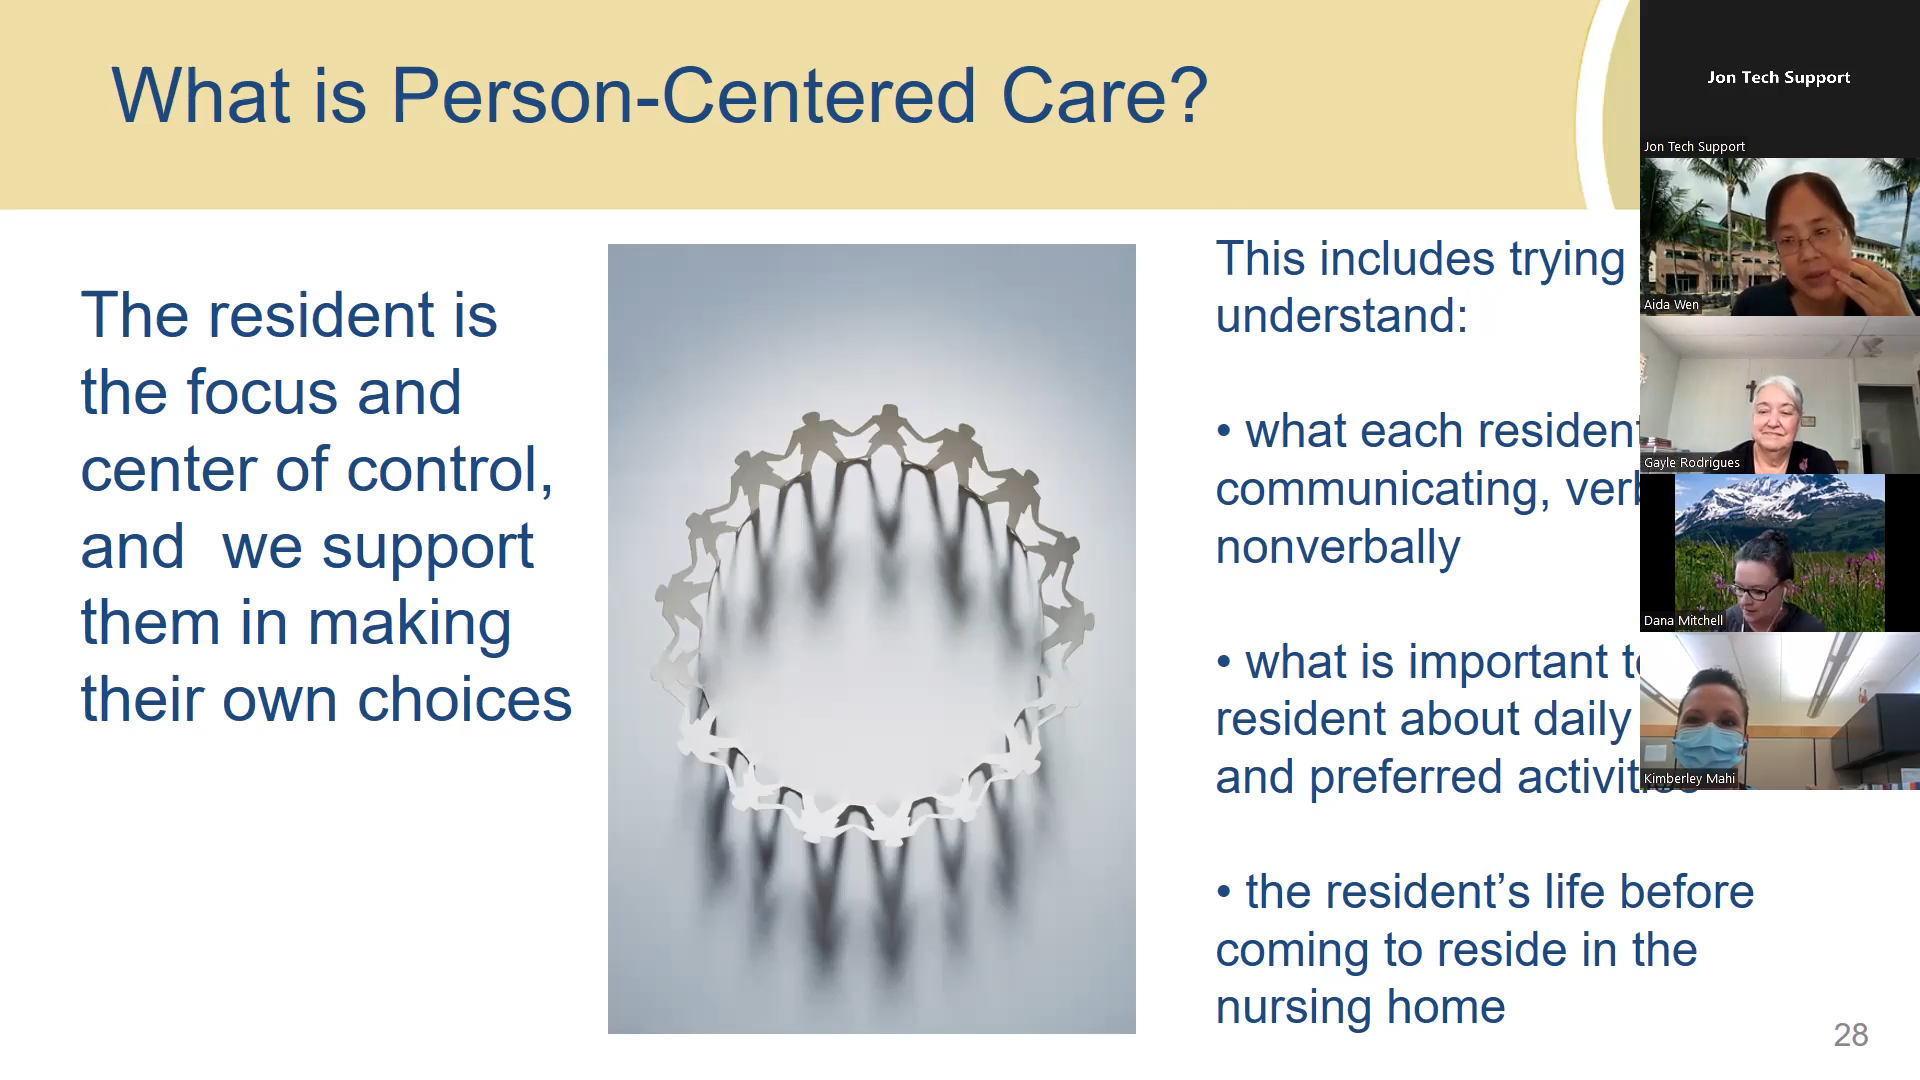 What is Person-Centered Care?
The resident is
the focus and
center of control,
and  we support
them in making
their own choices
This includes trying
understand:
• what each resident
communicating,
nonverbally
• what is important
resident about daily
and preferred
• the resident’s life before
coming to reside in the
nursing home
28
Jon Tech Support
Jon Tech Support
Aida Wen
Gayle Rodrigues
Dana Mitchell
Kimberley Mahi